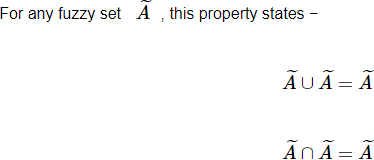 For any fuzzy set Ã , this property states −
Ã ∪ Ã = Ã
Ã ∩ Ã = Ã